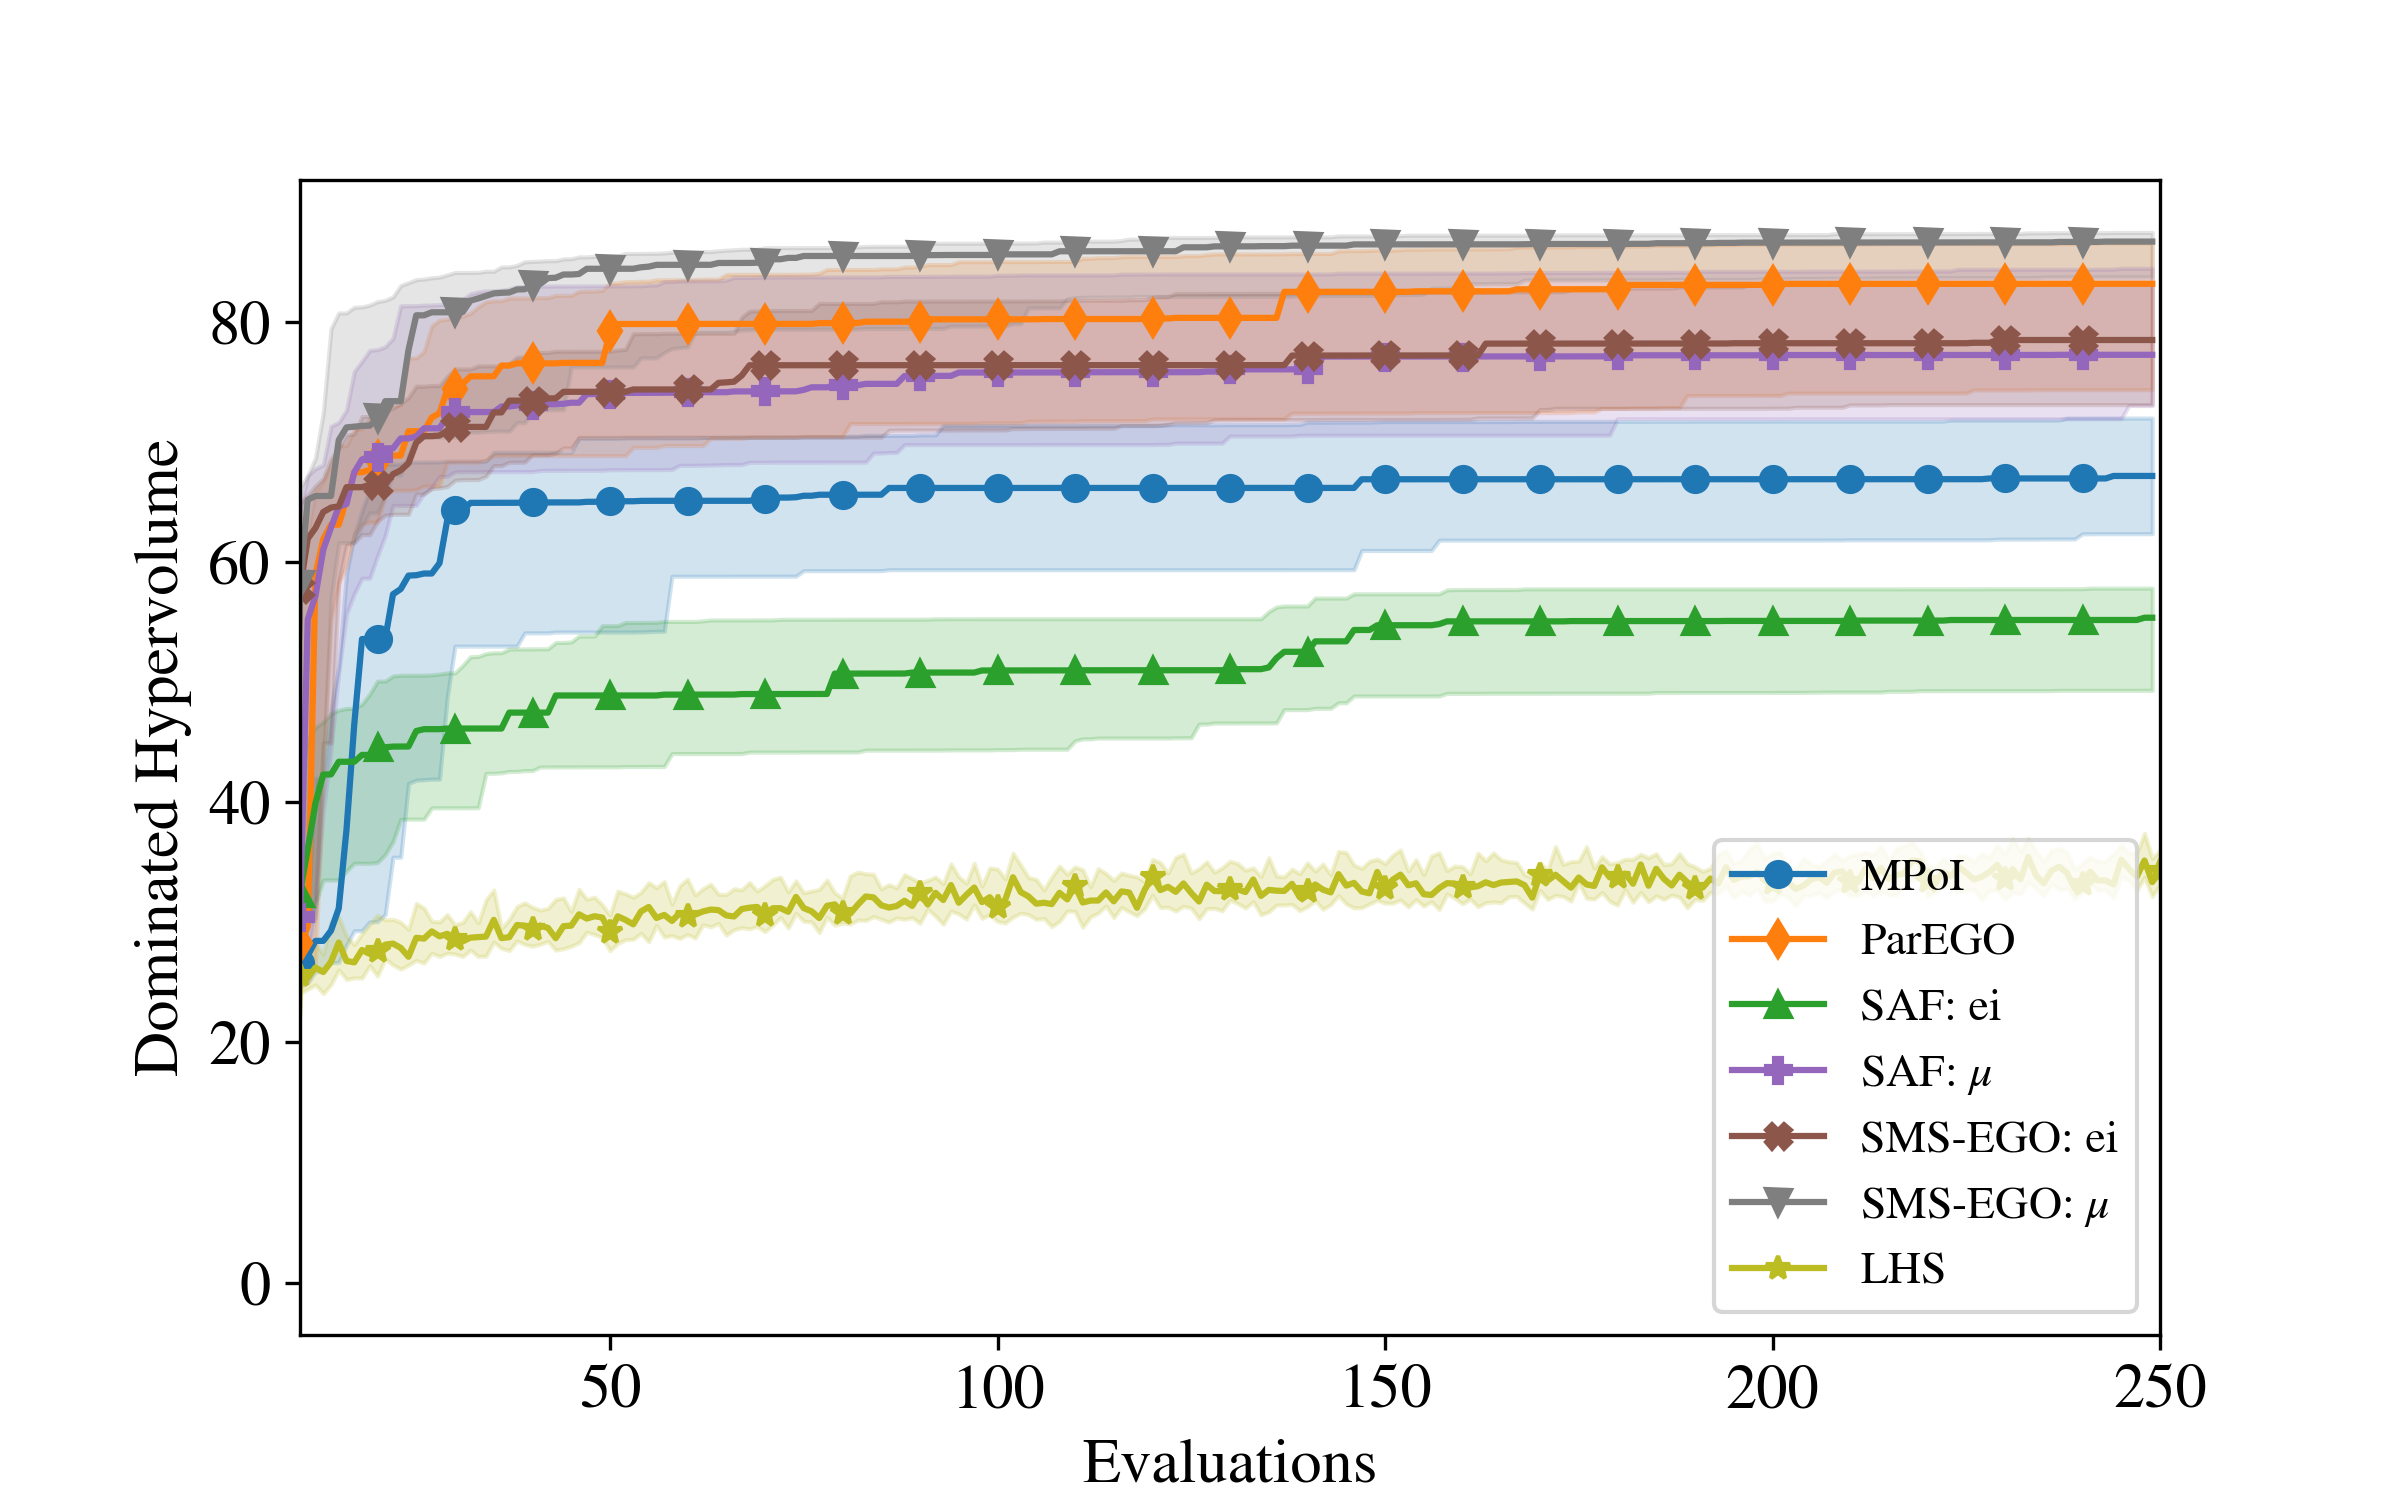 Dominated Hypervolume
80
60
40
20
0
50
100
150
200
250
Evaluations
MPoI
ParEGO
SAF: ei
SAF: μ
SMS-EGO: ei
SMS-EGO: μ
LHS